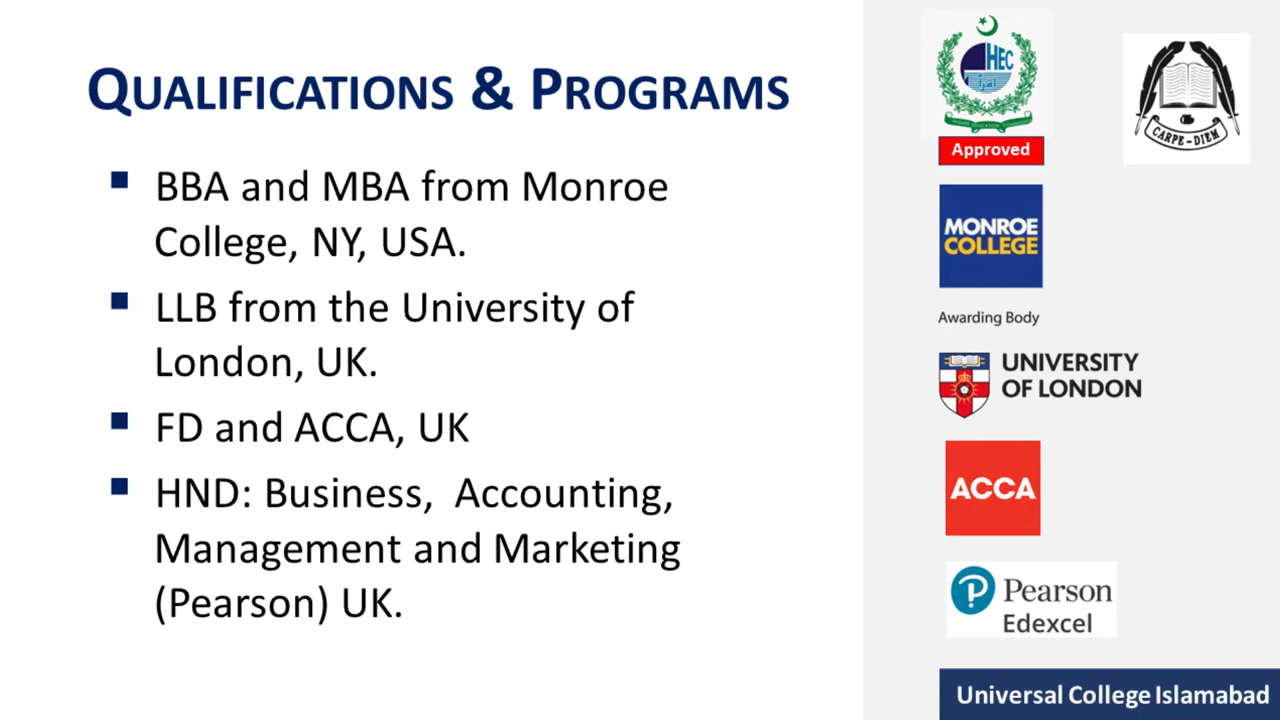 QUALIFICATIONS & PROGRAMS
BBA and MBA from Monroe
College, NY, USA.
LLB from the University of
London, UK.
FD and ACCA, UK
HND: Business,  Accounting,
Management and Marketing
(Pearson) UK.
HEC
Approved
CARPE-DIEM
MONROE
COLLEGE
Awarding Body
UNIVERSITY
OF LONDON
ACCA
Pearson
Edexcel
Universal College Islamabad